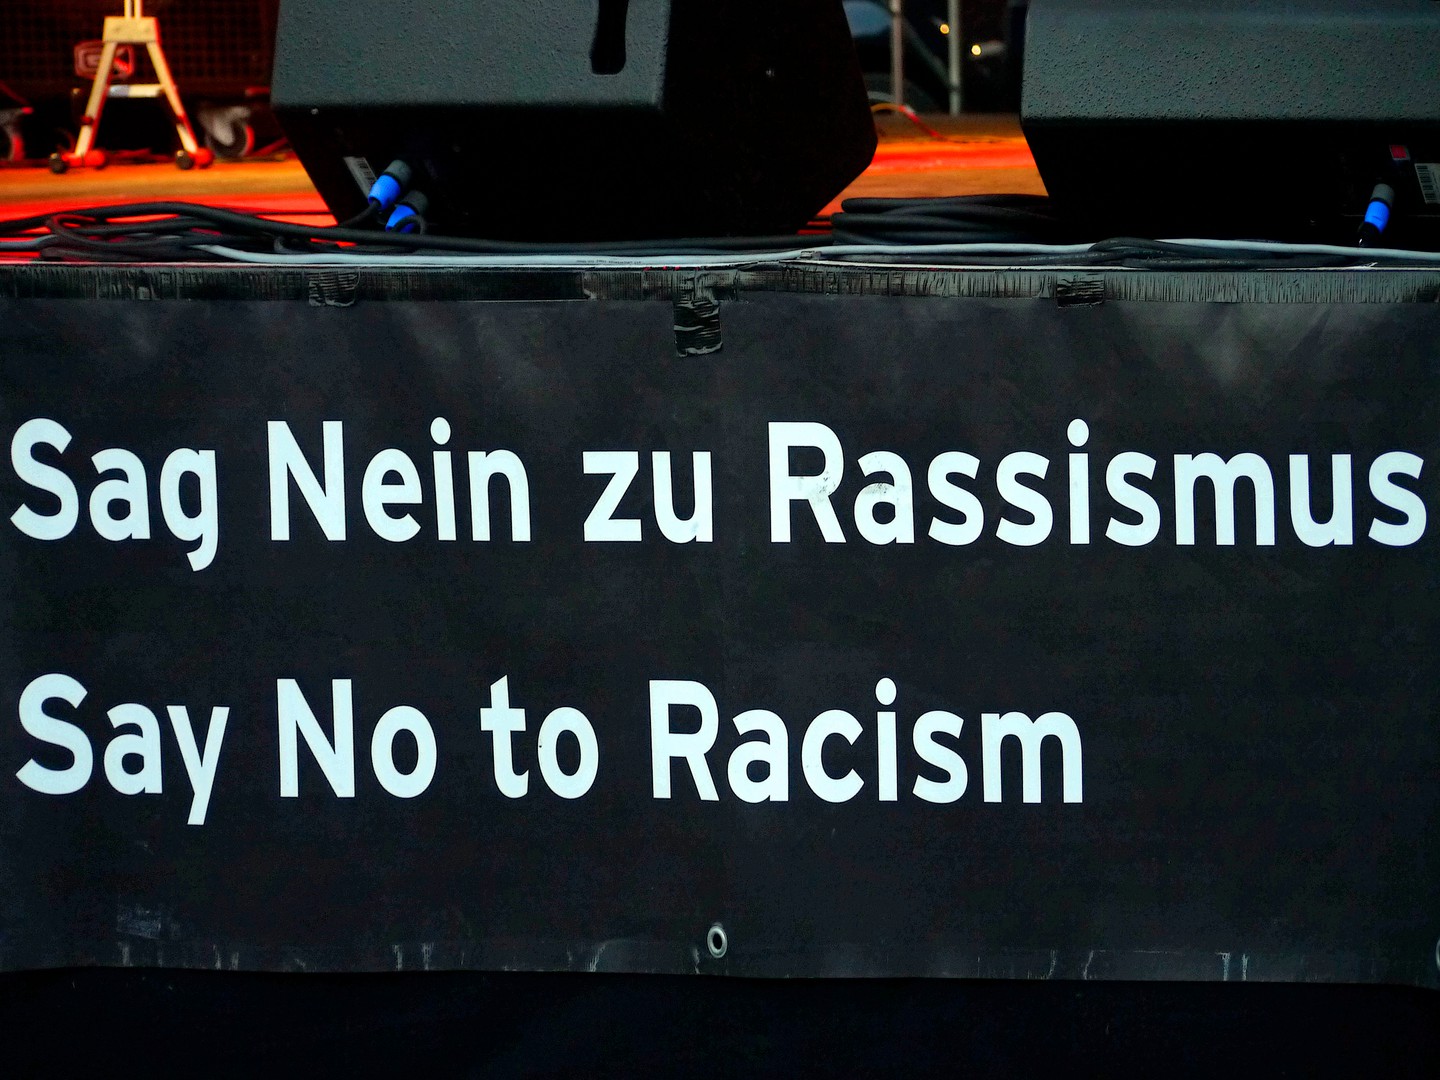 Sag Nein zu Rassismus
Say No to Racism